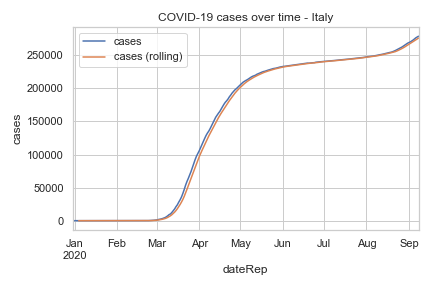 COVID-19 cases over time - Italy
cases
cases (rolling)
250000
200000
150000
100000
50000
0
cases
Jan Feb Mar Apr May Jun Jul Aug Sep
2020
dateRep